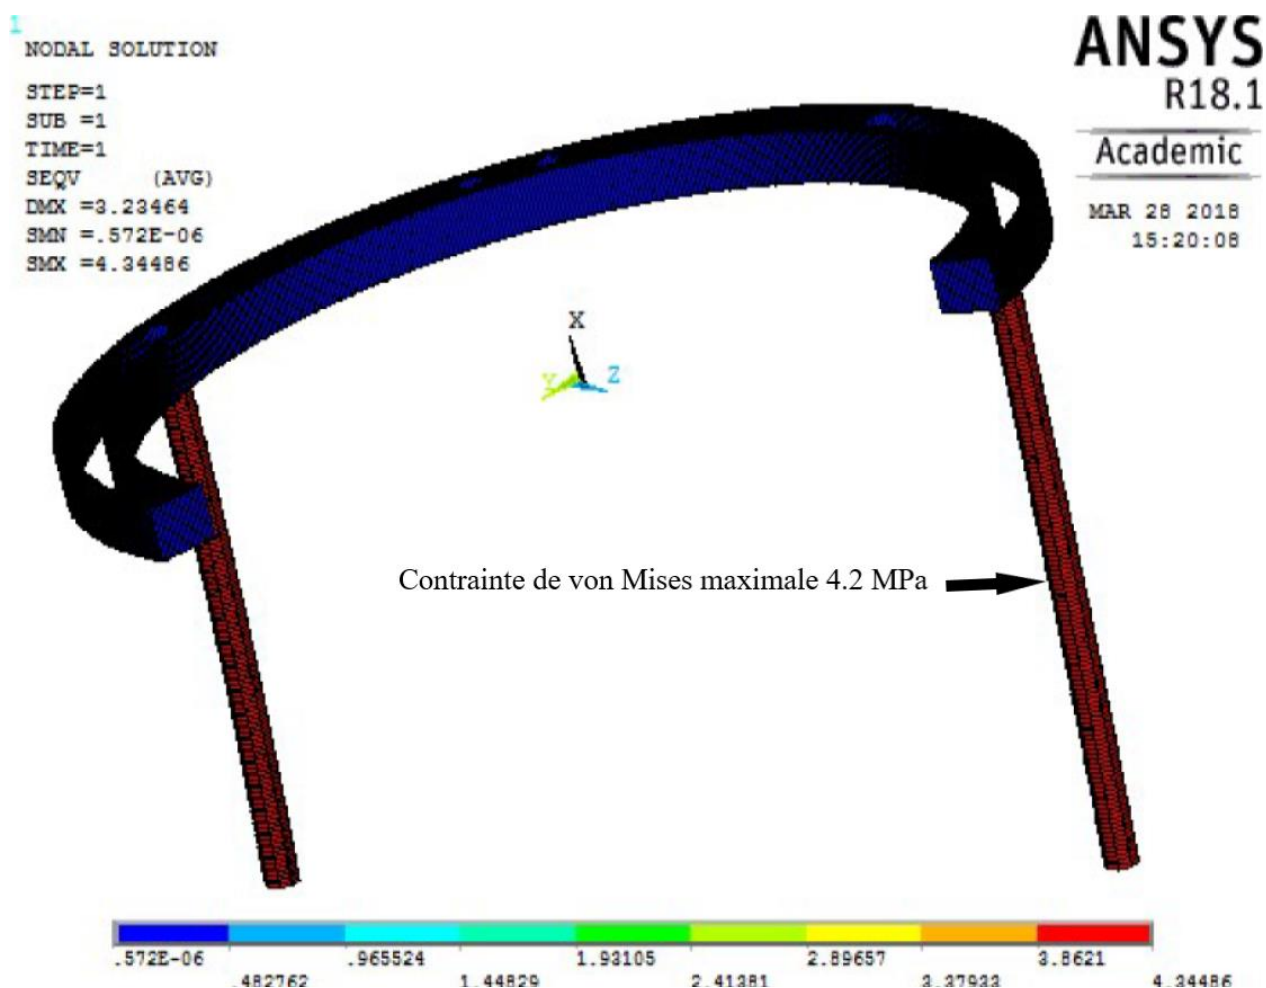 1
NODAL SOLUTION
STEP=1
SUB =1
TIME=1
SEQV (AVG)
DMX =3.23464
SMN =.572E-06
SMX =4.34486
ANSYS
R18.1
Academic
MAR 28 2018
15:20:08
X
Y Z
Contrainte de von Mises maximale 4.2 MPa
.572E-06 .965524 1.93105 2.89657 3.8621
.482762 1.44829 2.41381 3.37933 4.34486